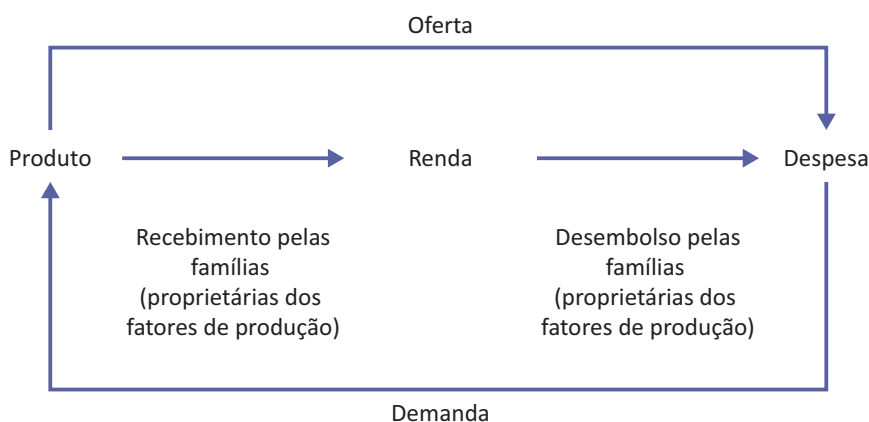 Oferta
Produto
Renda
Despesa
Recebimento pelas
famílias
(proprietárias dos
fatores de produção)
Desembolso pelas
famílias
(proprietárias dos
fatores de produção)
Demanda